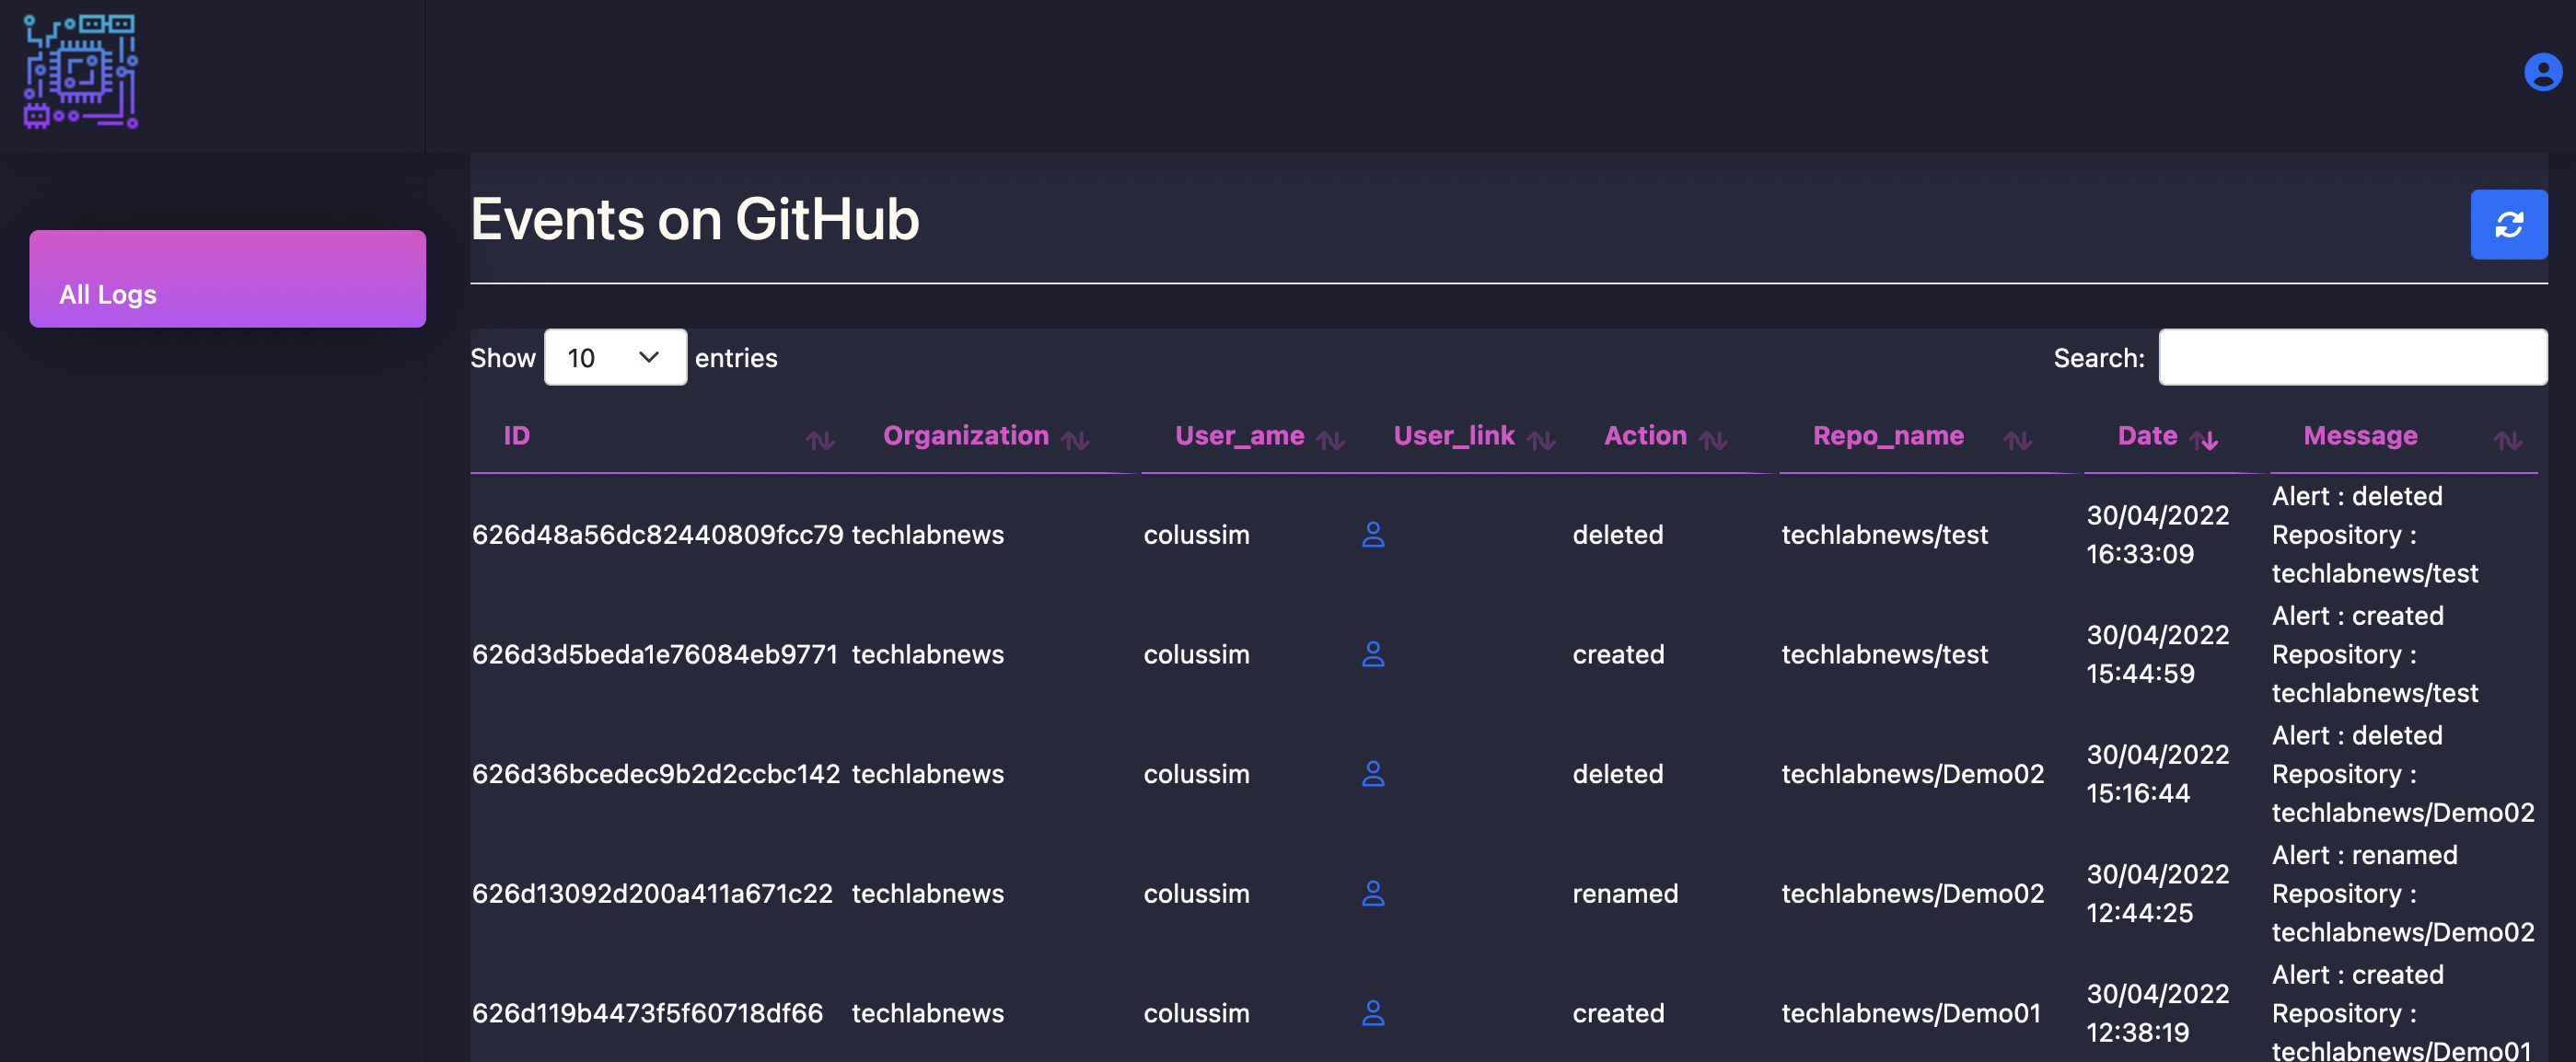 Events on GitHub
All Logs
Show 10 entries
Search:
ID Organization User_ame User_link Action Repo_name Date Message
626d48a56dc82440809fcc79 techlabnews colussim deleted techlabnews/test 30/04/2022 16:33:09 Alert : deleted Repository : techlabnews/test
626d3d5beda1e76084eb9771 techlabnews colussim created techlabnews/test 30/04/2022 15:44:59 Alert : created Repository : techlabnews/test
626d36bcedec9b2d2ccbc142 techlabnews colussim deleted techlabnews/Demo02 30/04/2022 15:16:44 Alert : deleted Repository : techlabnews/Demo02
626d13092d200a411a671c22 techlabnews colussim renamed techlabnews/Demo02 30/04/2022 12:44:25 Alert : renamed Repository : techlabnews/Demo02
626d119b4473f5f60718df66 techlabnews colussim created techlabnews/Demo01 30/04/2022 12:38:19 Alert : created Repository : techlabnews/Demo01